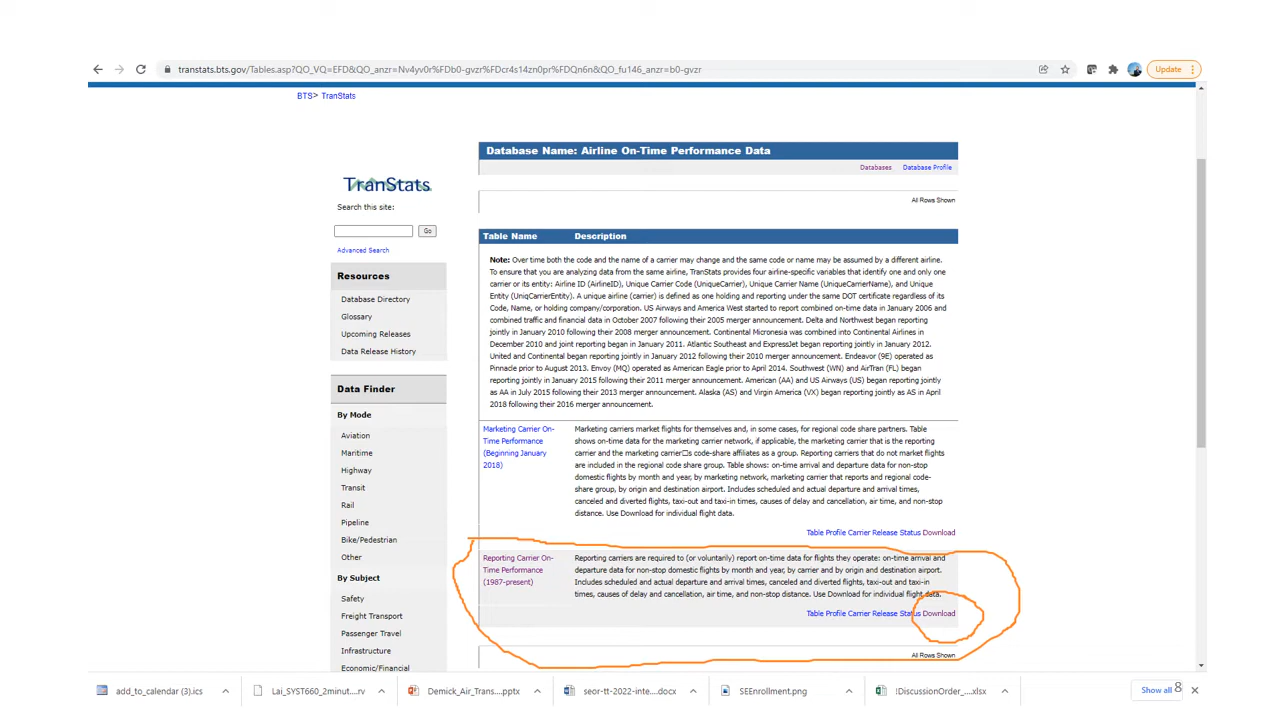 transtats.bts.gov/Tables.asp?QO_VQ=EFD&QO_anzr=Nv4yv0r%FDb0-gvzr%FDcr4s14zn0pr%FDQn6n&QO_fu146_anzr=b0-gvzr
Update
BTS> TranStats
Database Name: Airline On-Time Performance Data
Databases Database Profile
TranStats
All Rows Shown
Search this site:
Go
Advanced Search
Table Name Description
Note: Over time both the code and the name of a carrier may change and the same code or name may be assumed by a different airline.
To ensure that you are analyzing data from the same airline, TranStats provides four airline-specific variables that identify one and only one
carrier or its entity: Airline ID (AirlineID), Unique Carrier Code (UniqueCarrier), Unique Carrier Name (UniqueCarrierName), and Unique
Entity (UniqCarrierEntity). A unique airline (carrier) is defined as one holding and reporting under the same DOT certificate regardless of its
Code, Name, or holding company/corporation. US Airways and America West started to report combined on-time data in January 2006 and
combined traffic and financial data in October 2007 following their 2005 merger announcement. Delta and Northwest began reporting
jointly in January 2010 following their 2008 merger announcement. Continental Micronesia was combined into Continental Airlines in
December 2010 and joint reporting began in January 2011. Atlantic Southeast and ExpressJet began reporting jointly in January 2012.
United and Continental began reporting jointly in January 2012 following their 2010 merger announcement. Endeavor (9E) operated as
Pinnacle prior to August 2013. Envoy (MQ) operated as American Eagle prior to April 2014. Southwest (WN) and AirTran (FL) began
reporting jointly in January 2015 following their 2011 merger announcement. American (AA) and US Airways (US) began reporting jointly
as AA in July 2015 following their 2013 merger announcement. Alaska (AS) and Virgin America (VX) began reporting jointly as AS in April
2018 following their 2016 merger announcement.
Resources
Database Directory
Glossary
Upcoming Releases
Data Release History
Data Finder
By Mode
Aviation
Maritime
Highway
Transit
Rail
Pipeline
Bike/Pedestrian
Other
By Subject
Safety
Freight Transport
Passenger Travel
Infrastructure
Economic/Financial
Marketing Carrier On-
Time Performance
(Beginning January
2018)
Marketing carriers market flights for themselves and, in some cases, for regional code share partners. Table
shows on-time data for the marketing carrier network, if applicable, the marketing carrier that is the reporting
carrier and the marketing carrier□s code-share affiliates as a group. Reporting carriers that do not market flights
are included in the regional code share group. Table shows: on-time arrival and departure data for non-stop
domestic flights by month and year, by marketing network, marketing carrier that reports and regional code-
share group, by origin and destination airport. Includes scheduled and actual departure and arrival times,
canceled and diverted flights, taxi-out and taxi-in times, causes of delay and cancellation, air time, and non-stop
distance. Use Download for individual flight data.
Table Profile Carrier Release Status Download
Reporting Carrier On-
Time Performance
(1987-present)
Reporting carriers are required to (or voluntarily) report on-time data for flights they operate: on-time arrival and
departure data for non-stop domestic flights by month and year, by carrier and by origin and destination airport.
Includes scheduled and actual departure and arrival times, canceled and diverted flights, taxi-out and taxi-in
times, causes of delay and cancellation, air time, and non-stop distance. Use Download for individual flight data.
Table Profile Carrier Release Status Download
All Rows Shown
add_to_calendar (3).ics
Lai_SYST660_2minut....rv
Demick_Air_Trans....pptx
seor-tt-2022-inte....docx
SEEnrollment.png
!DiscussionOrder_...xlsx
Show all
8